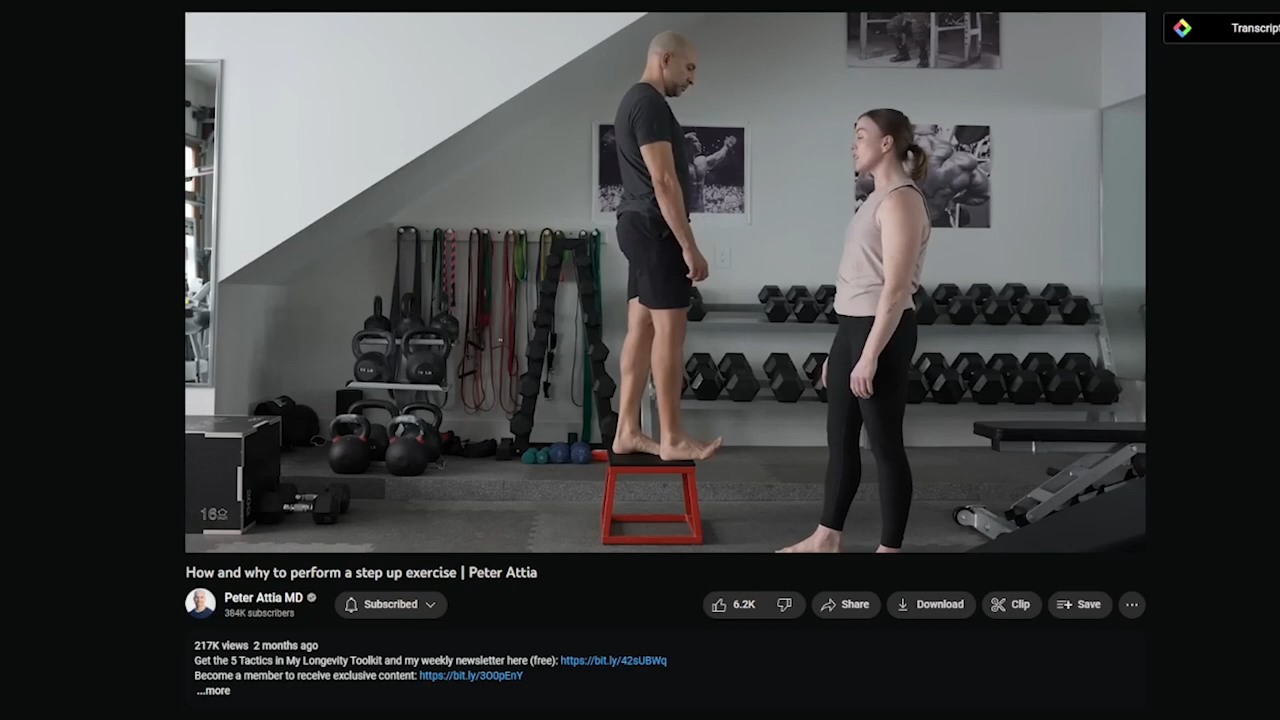 Transcript
16
How and why to perform a step up exercise | Peter Attia
Peter Attia MD
384K subscribers
Subscribed
6.2K
Share
Download
Clip
Save
217K views 2 months ago
Get the 5 Tactics in My Longevity Toolkit and my weekly newsletter here (free): https://bit.ly/42sUBWq
Become a member to receive exclusive content: https://bit.ly/3O0pEnY
...more